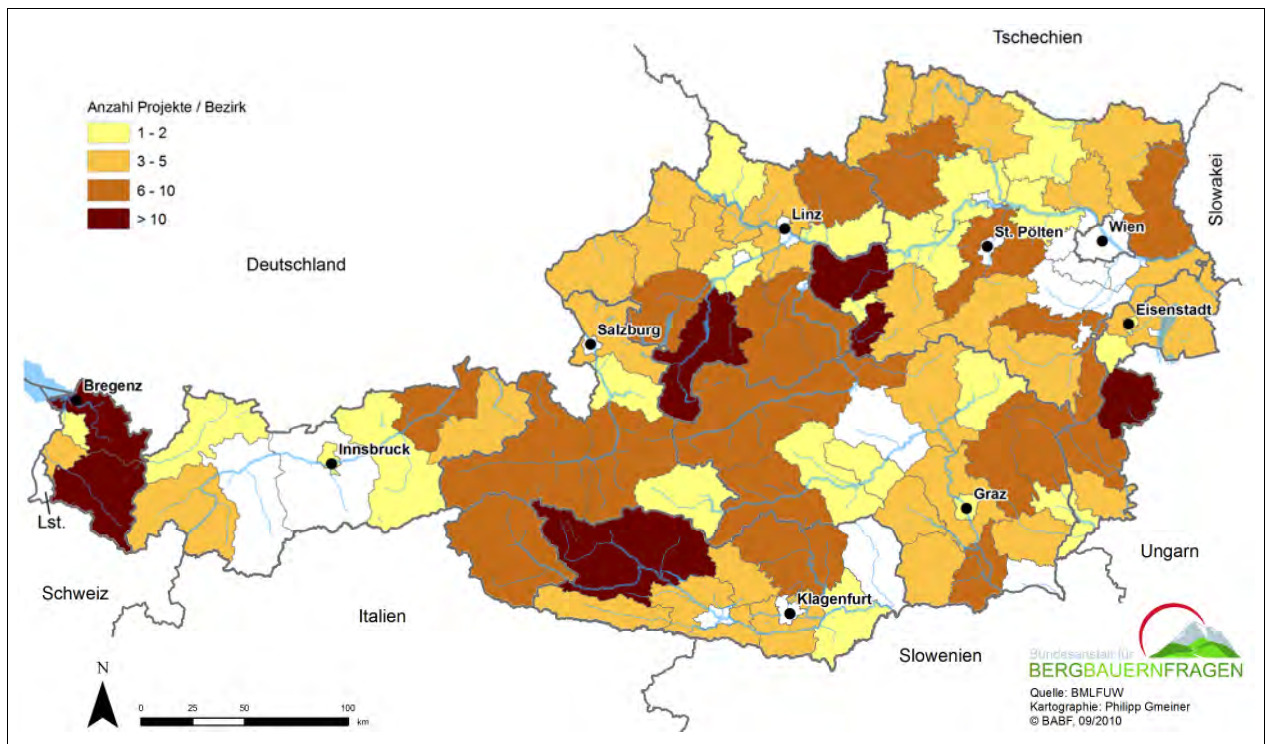 Tschechien
Anzahl Projekte / Bezirk
1 - 2
3 - 5
6 - 10
> 10
Slowakei
Linz
St. Pölten
Wien
Deutschland
Eisenstadt
Salzburg
Bregenz
Innsbruck
Graz
Lst.
Ungarn
Schweiz
Klagenfurt
Italien
Slowenien
N
0 25 50 100
km
Bundesanstalt für
BERGBAUERNFRAGEN
Quelle: BMLFUW
Kartographie: Philipp Gmeiner
© BABF, 09/2010